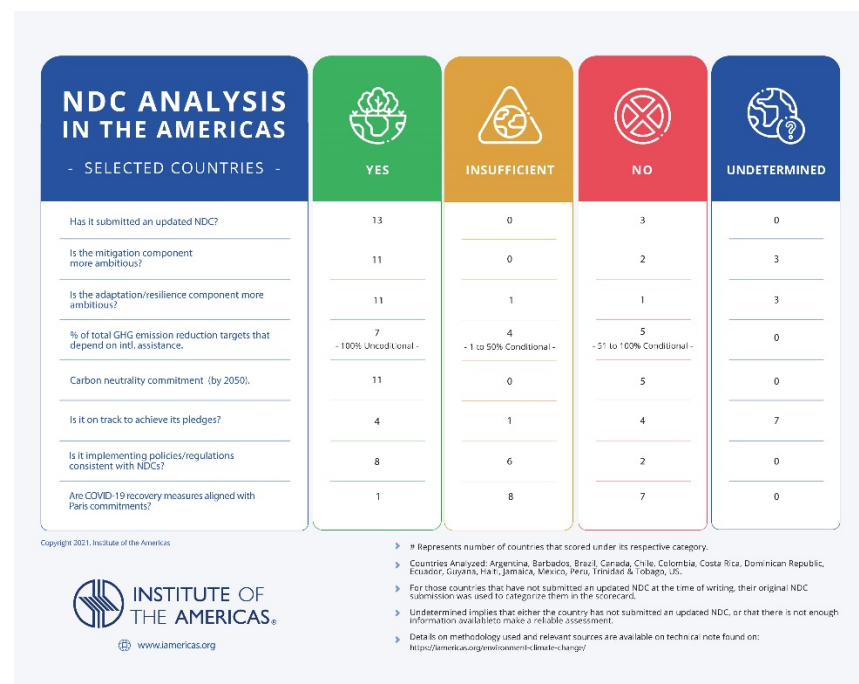 NDC ANALYSIS
IN THE AMERICAS
- SELECTED COUNTRIES -
YES
INSUFFICIENT
NO
UNDETERMINED
Has it submitted an updated NDC?
13
0
3
0
Is the mitigation component
more ambitious?
11
0
2
3
Is the adaptation/resilience component more
ambitious?
11
1
1
3
% of total GHG emission reduction targets that
depend on intl. assistance.
7
- 100% Uncoditional -
4
- 1 to 50% Conditional -
5
- 51 to 100% Conditional -
0
Carbon neutrality commitment (by 2050).
11
0
5
0
Is it on track to achieve its pledges?
4
1
4
7
Is it implementing policies/regulations
consistent with NDCs?
8
6
2
0
Are COVID-19 recovery measures aligned with
Paris commitments?
1
8
7
0
Copyright 2021, Institute of the Americas
INSTITUTE OF
THE AMERICAS®
www.iamericas.org
# Represents number of countries that scored under its respective category.
Countries Analyzed: Argentina, Barbados, Brazil, Canada, Chile, Colombia, Costa Rica, Dominican Republic,
Ecuador, Guyana, Haiti, Jamaica, Mexico, Peru, Trinidad & Tobago, US.
For those countries that have not submitted an updated NDC at the time of writing, their original NDC
submission was used to categorize them in the scorecard.
Undetermined implies that either the country has not submitted an updated NDC, or that there is not enough
information availableto make a reliable assessment.
Details on methodology used and relevant sources are available on technical note found on:
https://iamericas.org/environment-climate-change/